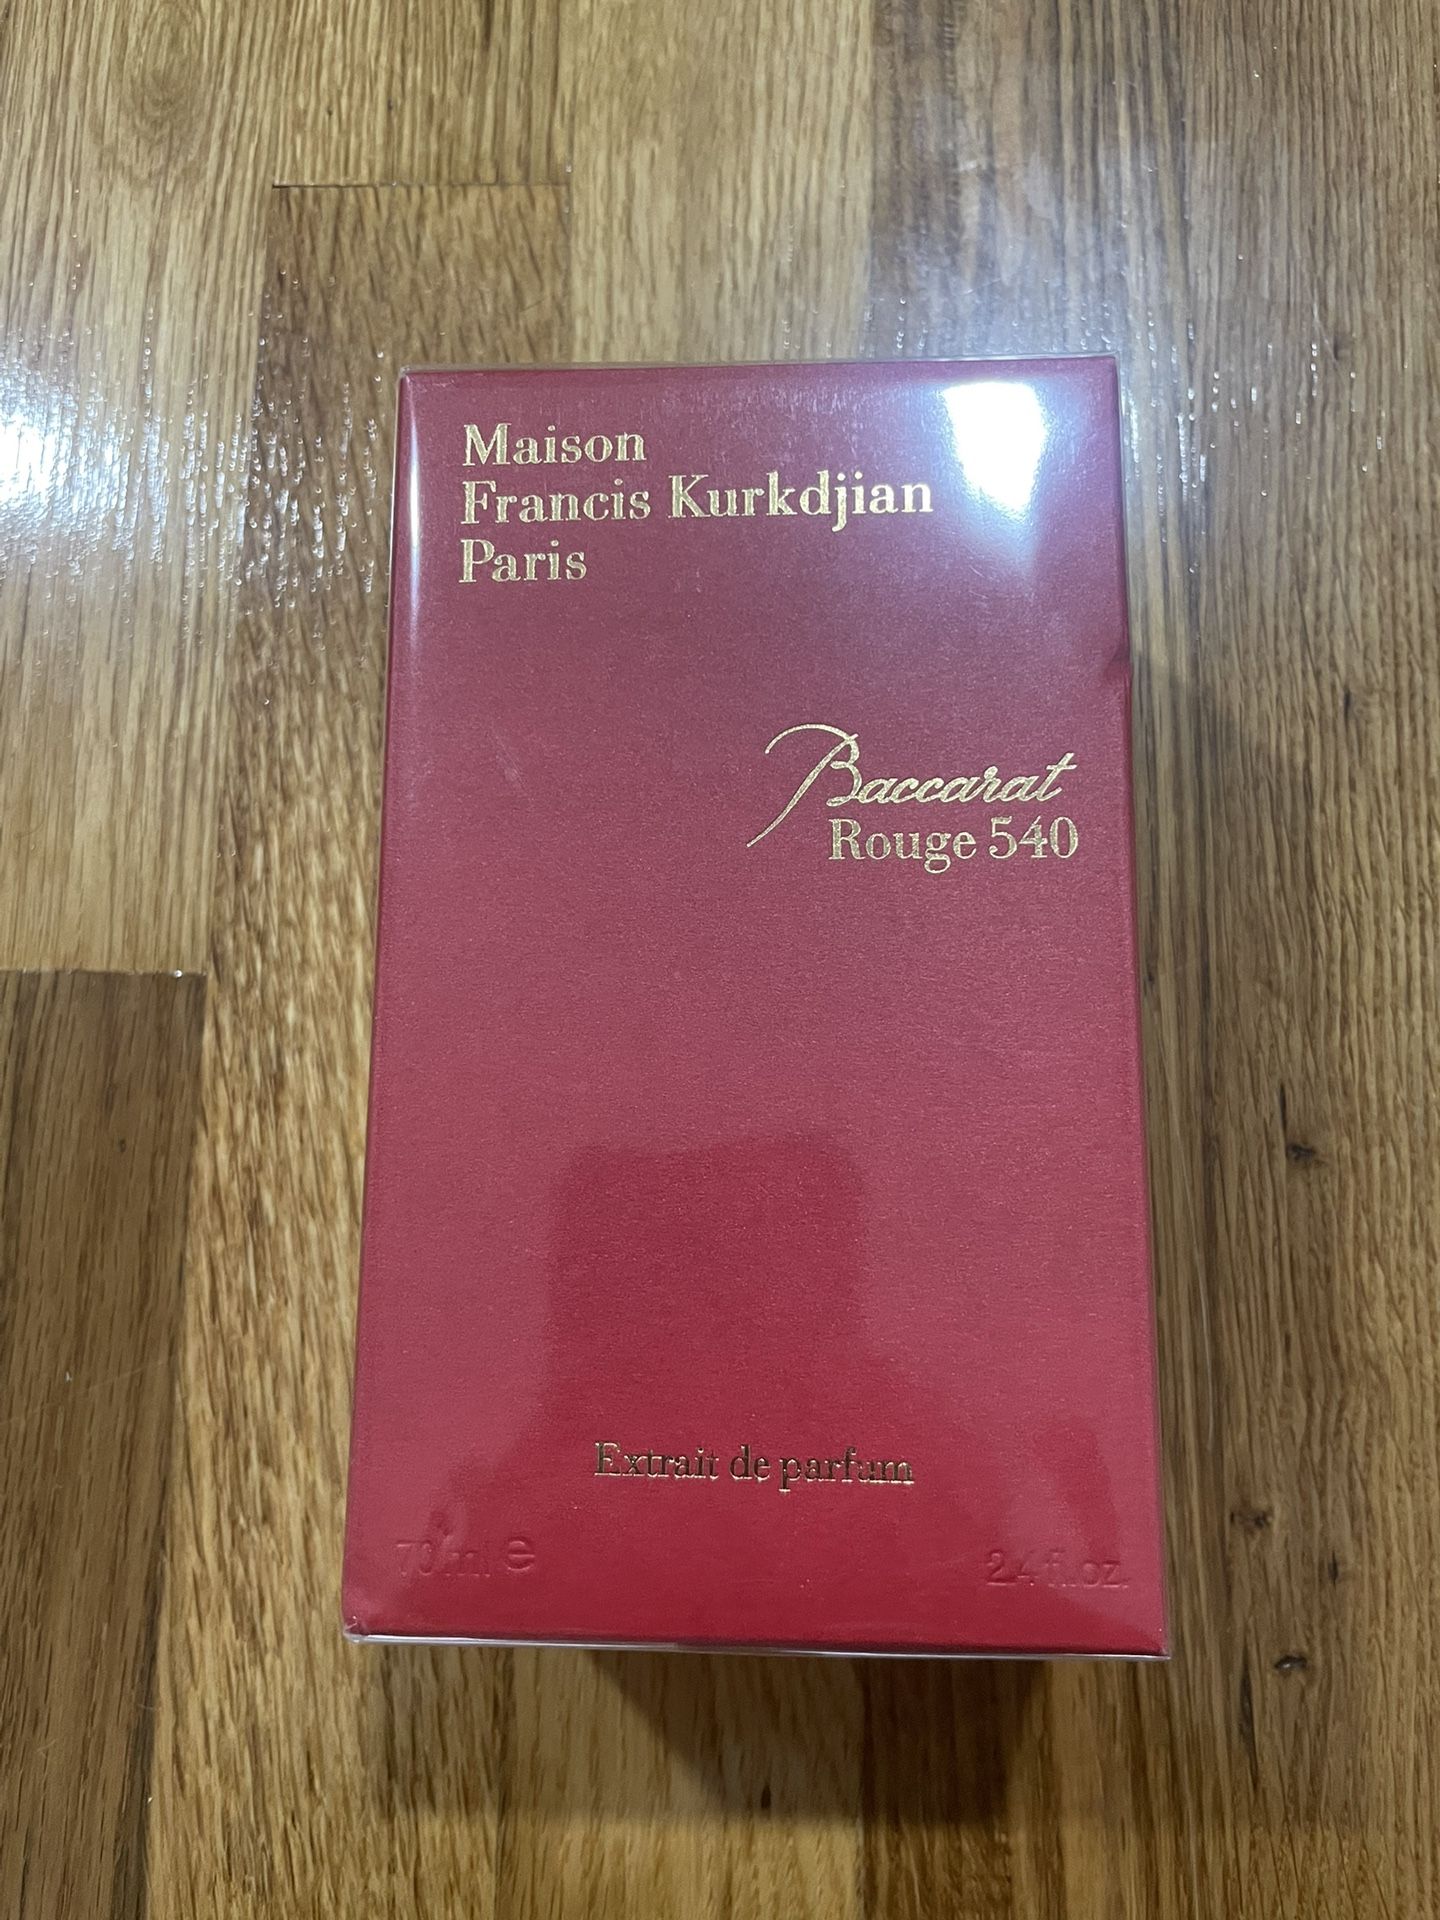 Maison
Francis Kurkdjian
Paris
Baccarat
Rouge 540
Extrait de parfum
70 ml e 2.4 fl.oz.